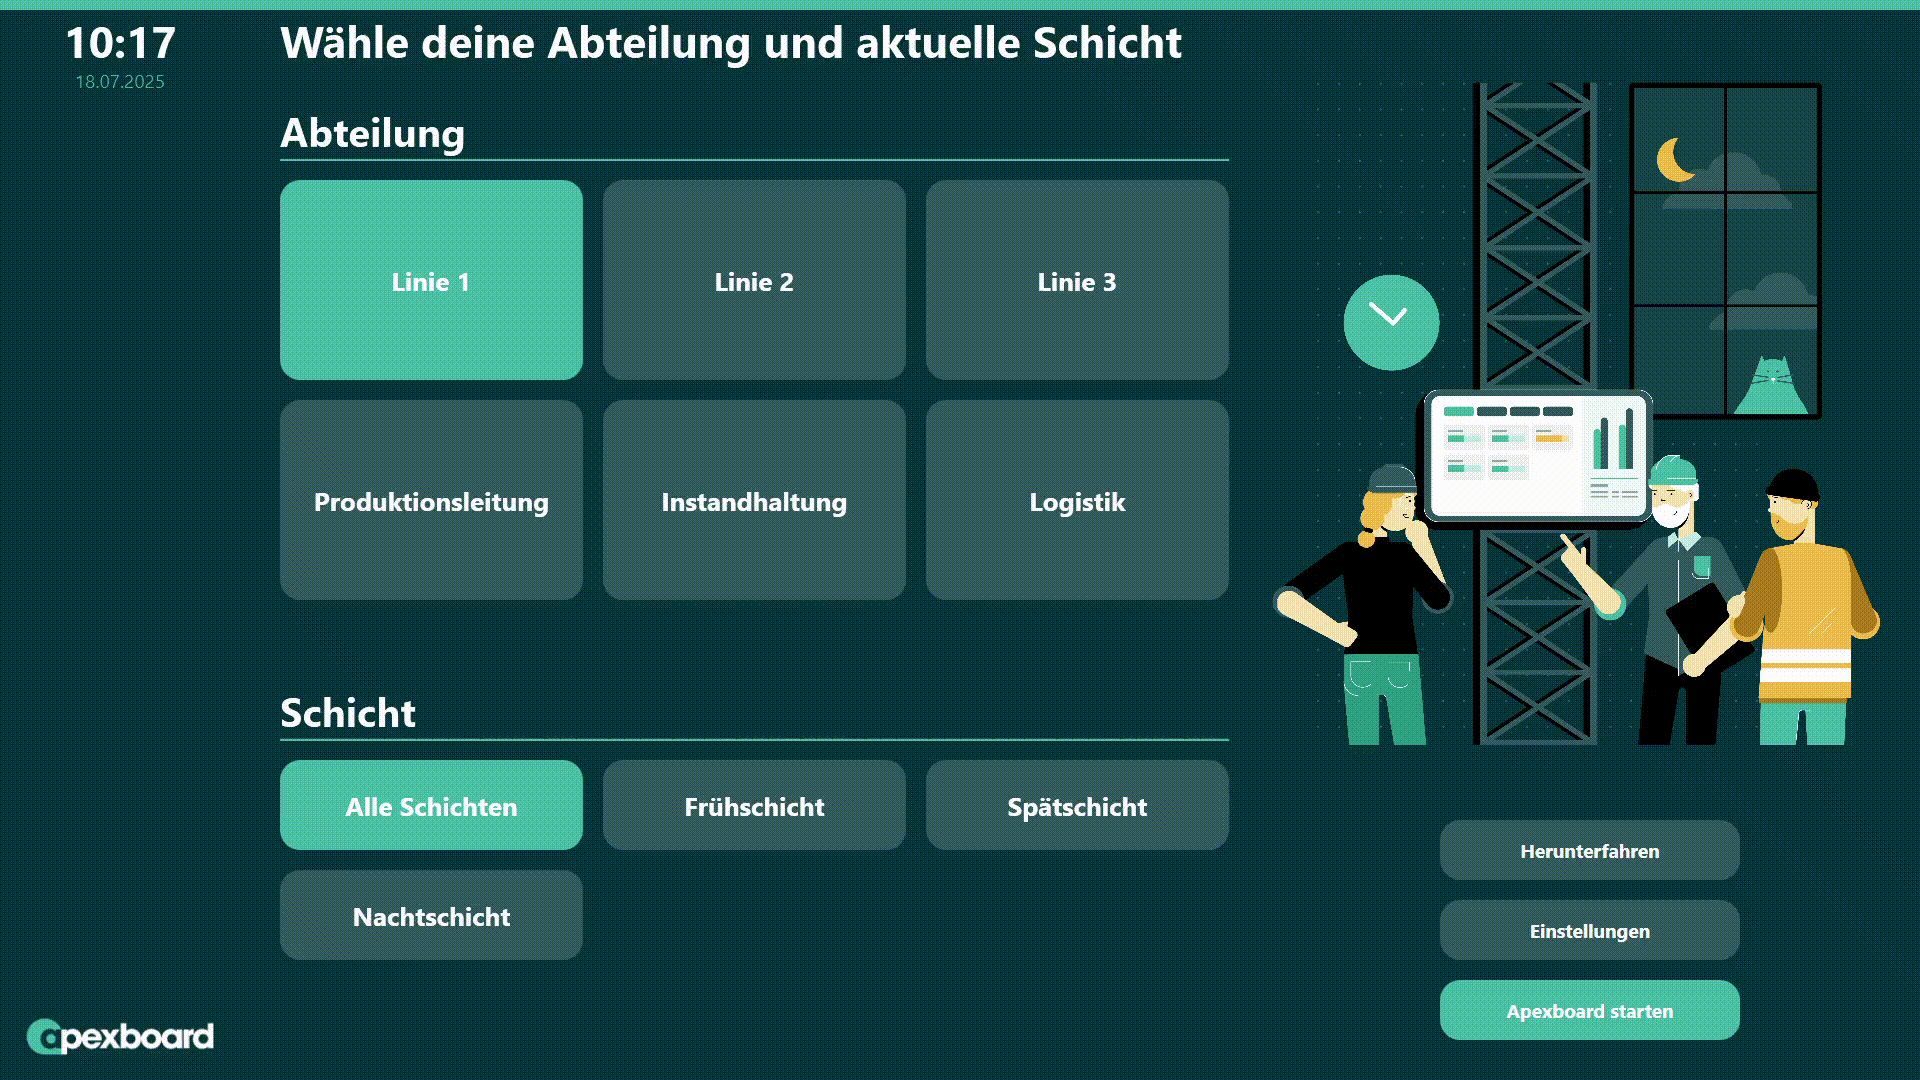 10:17
18.07.2025
Wähle deine Abteilung und aktuelle Schicht
Abteilung
Linie 1
Linie 2
Linie 3
Produktionsleitung
Instandhaltung
Logistik
Schicht
Alle Schichten
Frühschicht
Spätschicht
Nachtschicht
Herunterfahren
Einstellungen
Apexboard starten
apexboard